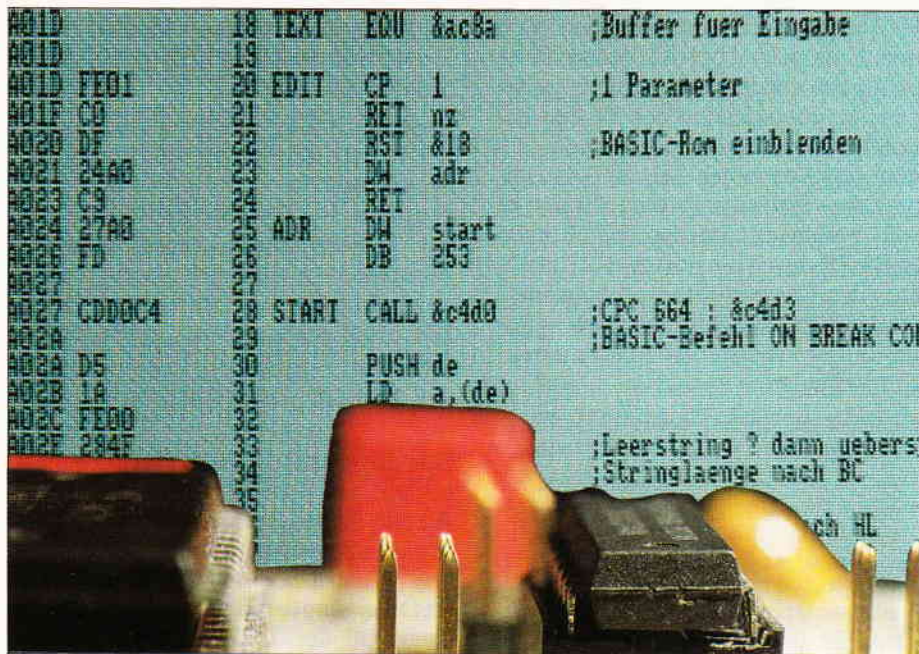 A01D 18 TEXT EQU &ac8a ;Buffer fuer Eingabe
A01D 19
A01D FE01 20 EDIT CP 1 ;1 Parameter
A01F C0 21 RET nz
A020 DF 22 RST &18 ;BASIC-Rom einblenden
A021 24A0 23 DW adr
A023 C9 24 RET
A024 27A0 25 ADR DW start
A026 FD 26 DB 253
A027 27
A027 CDD0C4 28 START CALL &c4d0 ;CPC 664 : &c4d3
A02A 29 ;BASIC-Befehl ON BREAK CO
A02A D5 30 PUSH de
A02B 1A 31 LD a,(de)
A02C FE00 32
A02E 284F 33 ;Leerstring ? dann uebers
34 ;Stringlaenge nach BC
35
ch HL